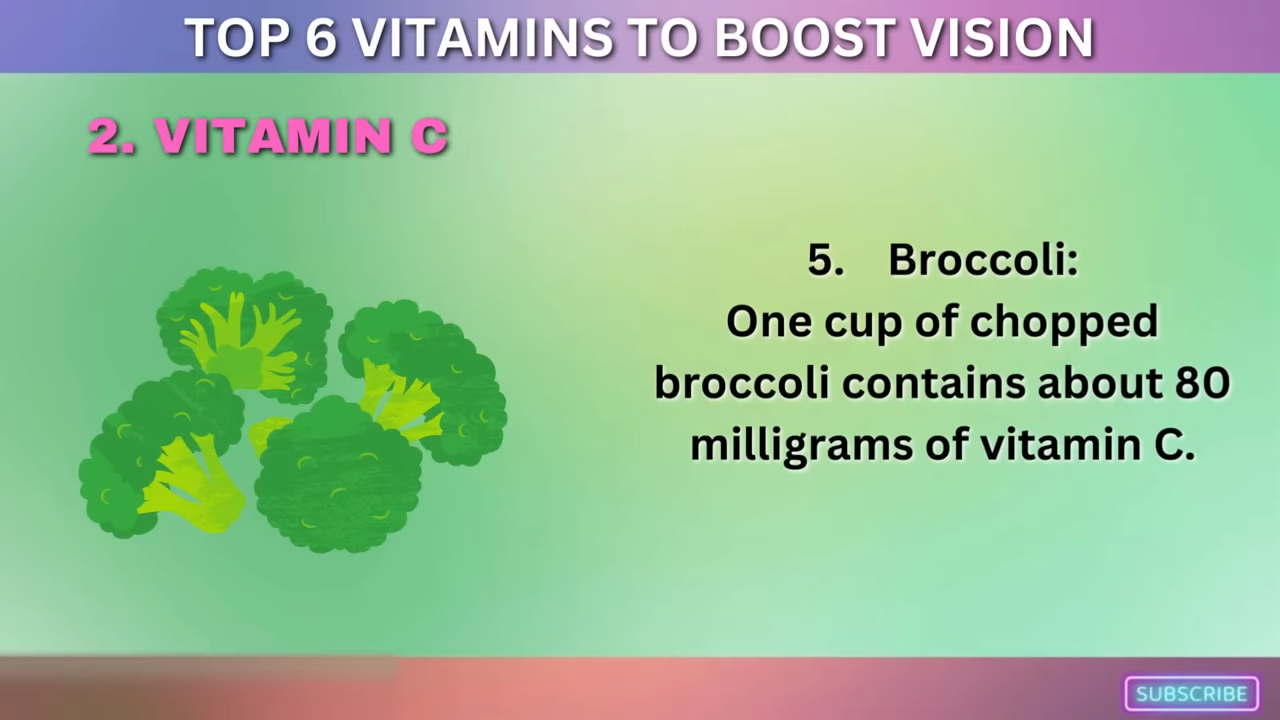 TOP 6 VITAMINS TO BOOST VISION
2. VITAMIN C
5. Broccoli:
One cup of chopped
broccoli contains about 80
milligrams of vitamin C.
SUBSCRIBE